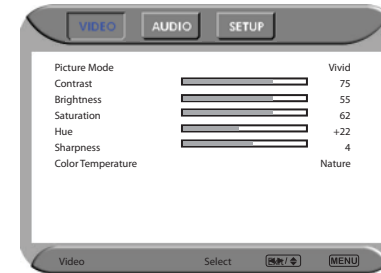 VIDEO AUDIO SETUP
Picture Mode Vivid
Contrast 75
Brightness 55
Saturation 62
Hue +22
Sharpness 4
Color Temperature Nature
Video Select / MENU